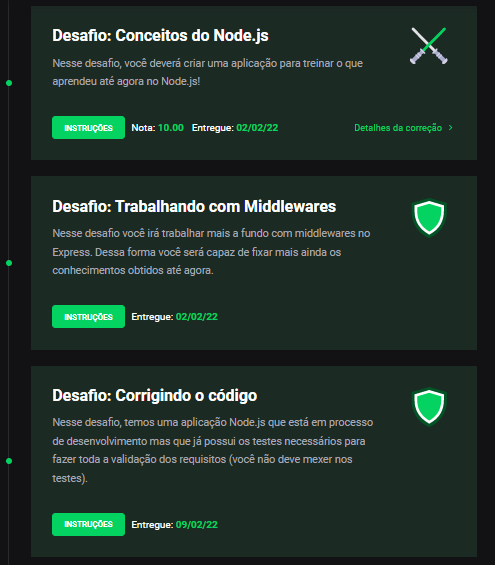 Desafio: Conceitos do Node.js
Nesse desafio, você deverá criar uma aplicação para treinar o que
aprendeu até agora no Node.js!
INSTRUÇÕES Nota: 10.00 Entregue: 02/02/22 Detalhes da correção >
Desafio: Trabalhando com Middlewares
Nesse desafio você irá trabalhar mais a fundo com middlewares no
Express. Dessa forma você será capaz de fixar mais ainda os
conhecimentos obtidos até agora.
INSTRUÇÕES Entregue: 02/02/22
Desafio: Corrigindo o código
Nesse desafio, temos uma aplicação Node.js que está em processo
de desenvolvimento mas que já possui os testes necessários para
fazer toda a validação dos requisitos (você não deve mexer nos
testes).
INSTRUÇÕES Entregue: 09/02/22